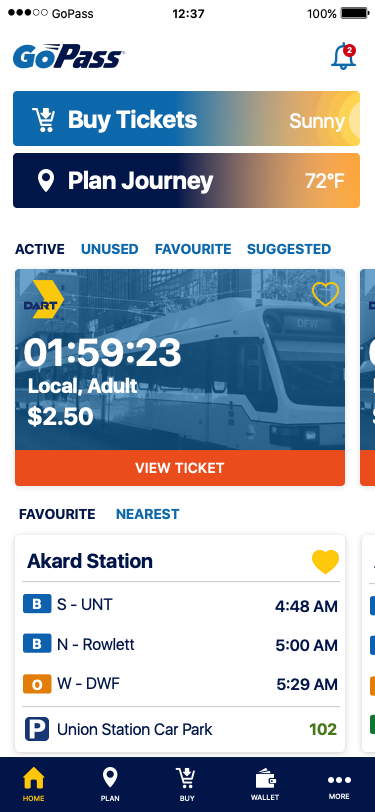 GoPass 12:37 100%
GoPass
2
Buy Tickets Sunny
Plan Journey 72°F
ACTIVE UNUSED FAVOURITE SUGGESTED
DART
DFW
01:59:23
Local, Adult
$2.50
VIEW TICKET
FAVOURITE NEAREST
Akard Station
B S - UNT 4:48 AM
B N - Rowlett 5:00 AM
O W - DWF 5:29 AM
P Union Station Car Park 102
HOME PLAN BUY WALLET MORE